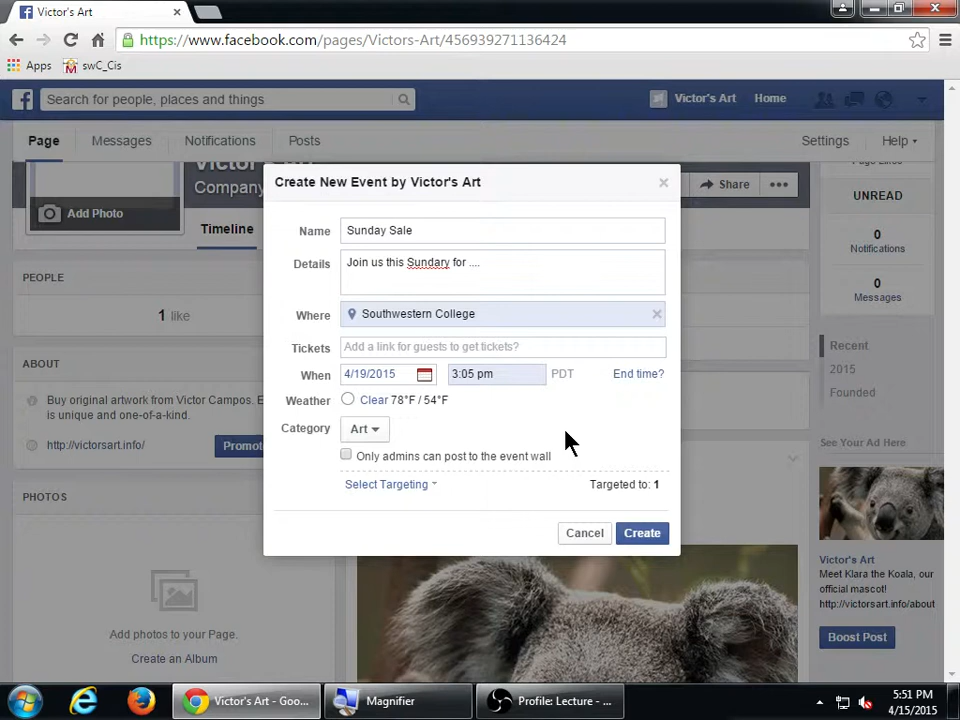 Victor's Art
https://www.facebook.com/pages/Victors-Art/456939271136424
Apps swC_Cis
Search for people, places and things
Victor's Art Home
Page Messages Notifications Posts Settings Help
Company
Add Photo
Timeline
Share
UNREAD
0
Notifications
0
Messages
Recent
2015
Founded
See Your Ad Here
Victor's Art
Meet Klara the Koala, our
official mascot!
http://victorsart.info/about
Boost Post
PEOPLE
1 like
ABOUT
Buy original artwork from Victor Campos. E
is unique and one-of-a-kind.
http://victorsart.info/
Promo
PHOTOS
Add photos to your Page.
Create an Album
Create New Event by Victor's Art
Name Sunday Sale
Details Join us this Sundary for ....
Where Southwestern College
Tickets Add a link for guests to get tickets?
When 4/19/2015 3:05 pm PDT End time?
Weather Clear 78°F / 54°F
Category Art
Only admins can post to the event wall
Select Targeting Targeted to: 1
Cancel Create
Victor's Art - Goo... Magnifier Profile: Lecture - ...
5:51 PM
4/15/2015